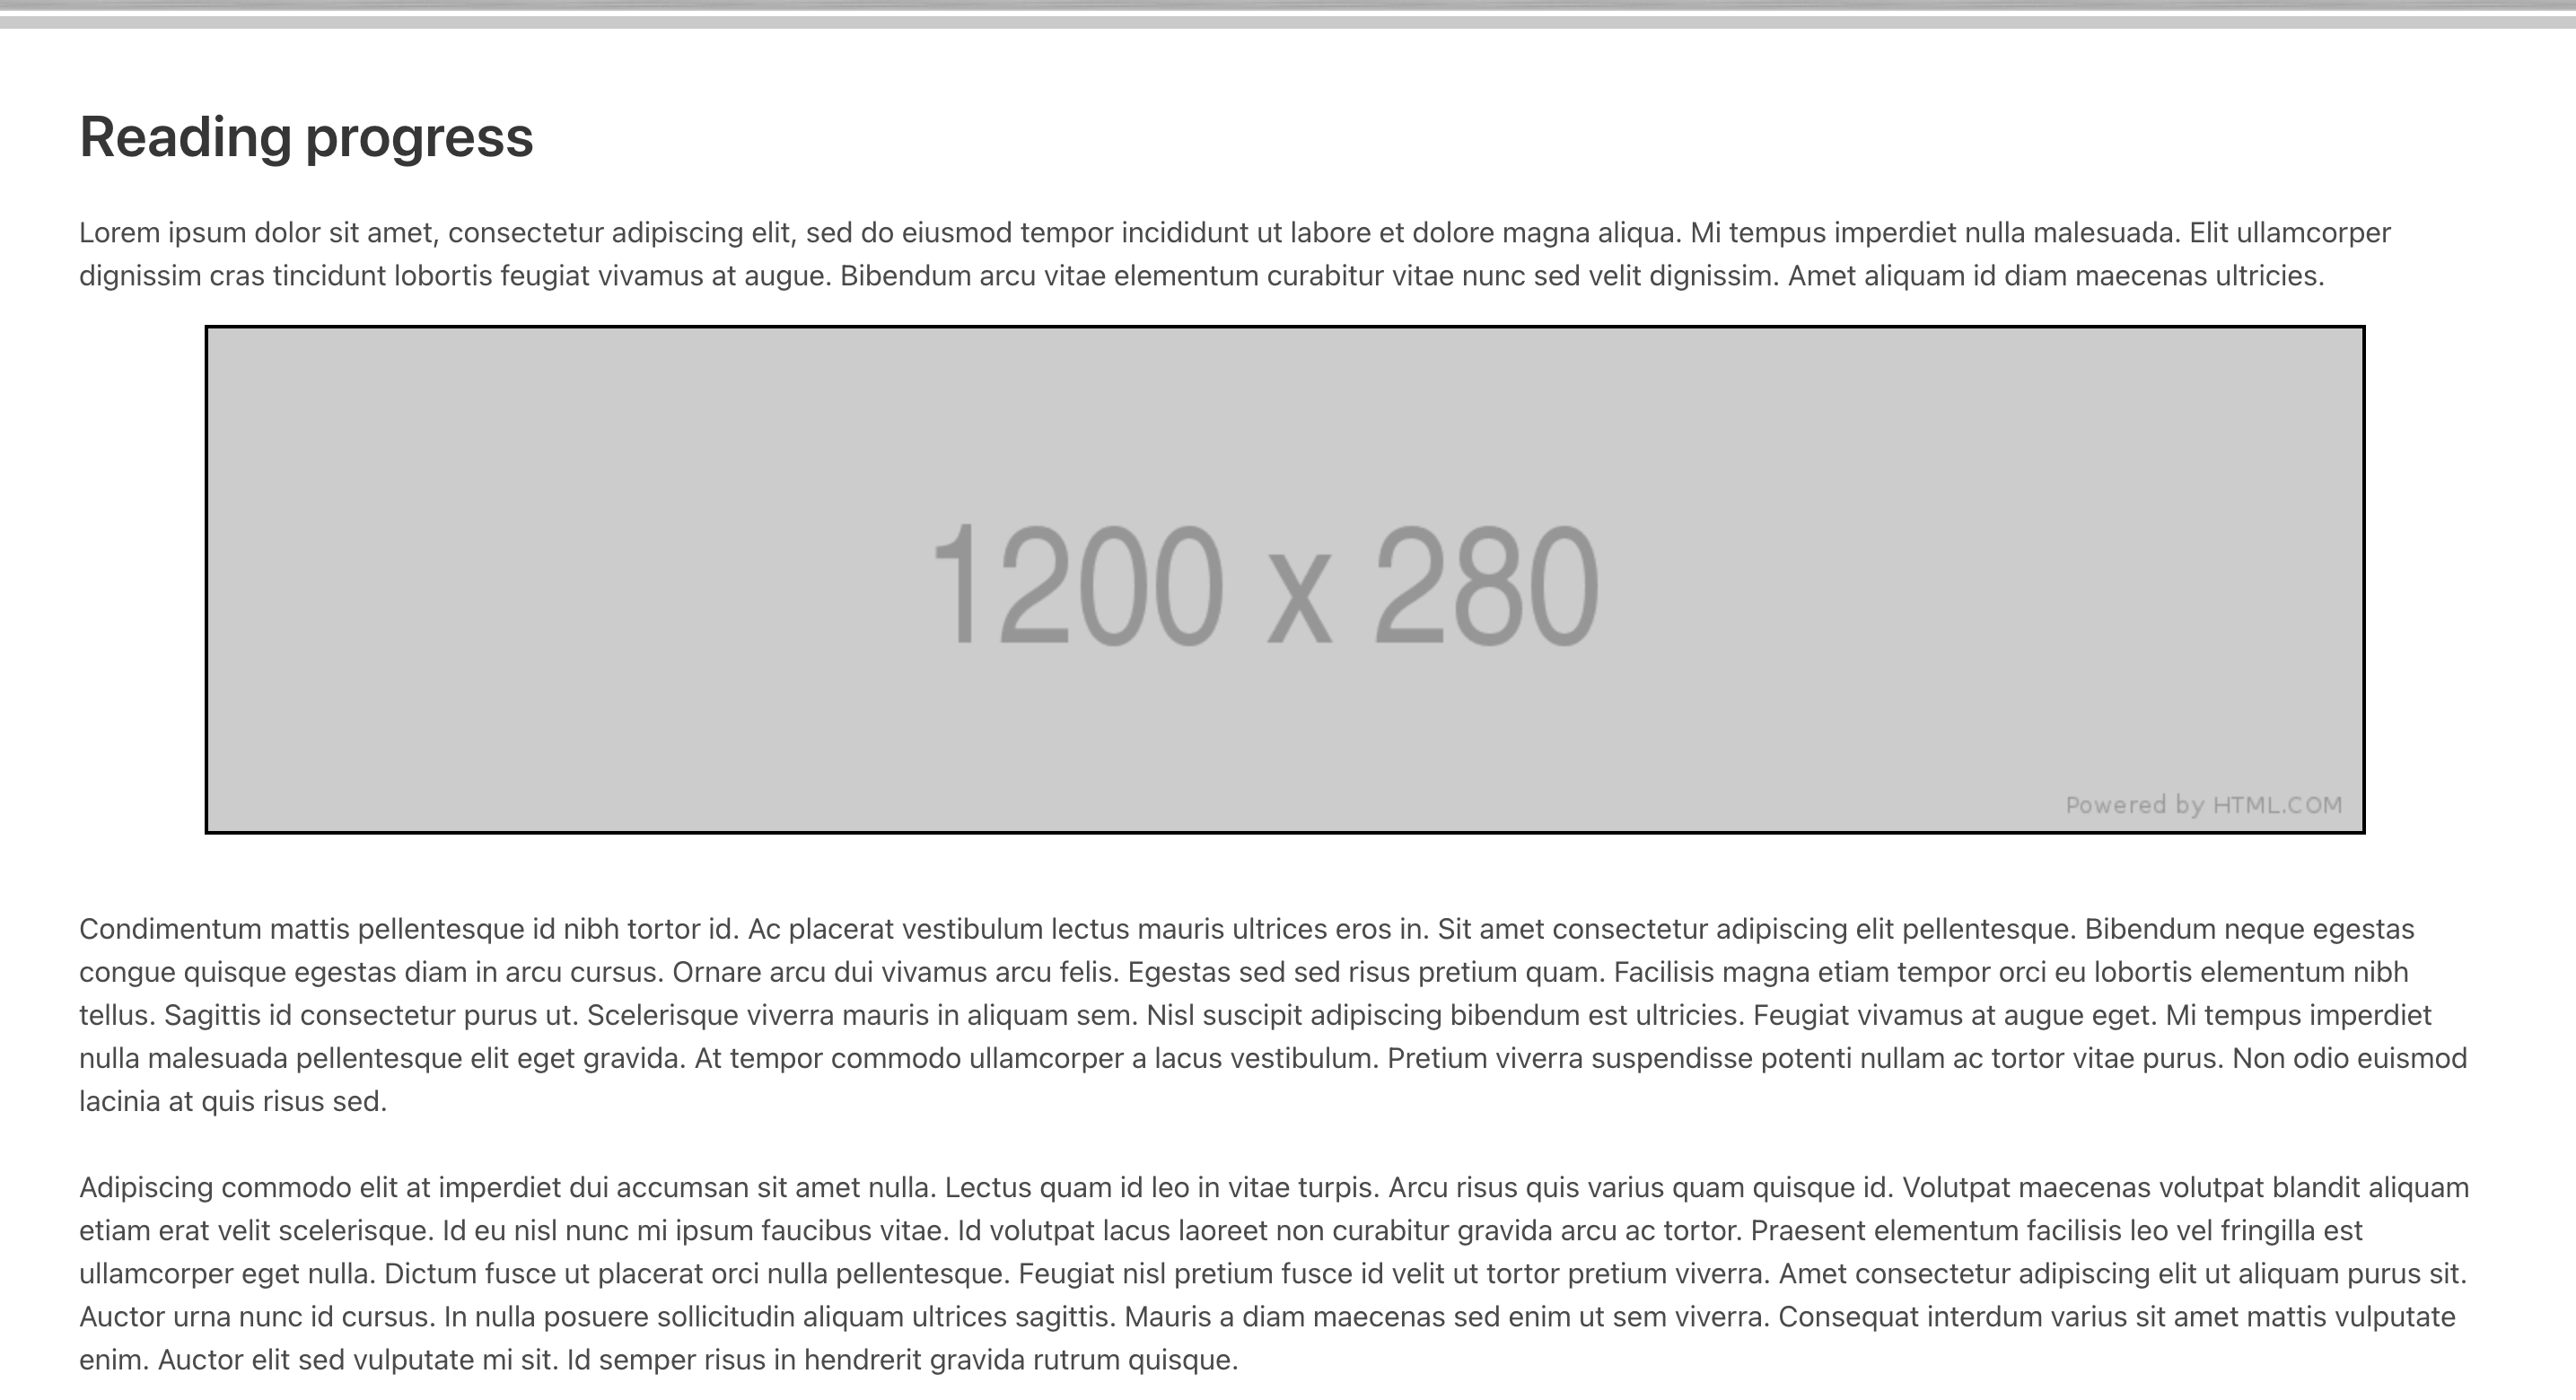 Reading progress
Lorem ipsum dolor sit amet, consectetur adipiscing elit, sed do eiusmod tempor incididunt ut labore et dolore magna aliqua. Mi tempus imperdiet nulla malesuada. Elit ullamcorper
dignissim cras tincidunt lobortis feugiat vivamus at augue. Bibendum arcu vitae elementum curabitur vitae nunc sed velit dignissim. Amet aliquam id diam maecenas ultricies.
1200 x 280
Powered by HTML.COM
Condimentum mattis pellentesque id nibh tortor id. Ac placerat vestibulum lectus mauris ultrices eros in. Sit amet consectetur adipiscing elit pellentesque. Bibendum neque egestas
congue quisque egestas diam in arcu cursus. Ornare arcu dui vivamus arcu felis. Egestas sed sed risus pretium quam. Facilisis magna etiam tempor orci eu lobortis elementum nibh
tellus. Sagittis id consectetur purus ut. Scelerisque viverra mauris in aliquam sem. Nisl suscipit adipiscing bibendum est ultricies. Feugiat vivamus at augue eget. Mi tempus imperdiet
nulla malesuada pellentesque elit eget gravida. At tempor commodo ullamcorper a lacus vestibulum. Pretium viverra suspendisse potenti nullam ac tortor vitae purus. Non odio euismod
lacinia at quis risus sed.
Adipiscing commodo elit at imperdiet dui accumsan sit amet nulla. Lectus quam id leo in vitae turpis. Arcu risus quis varius quam quisque id. Volutpat maecenas volutpat blandit aliquam
etiam erat velit scelerisque. Id eu nisl nunc mi ipsum faucibus vitae. Id volutpat lacus laoreet non curabitur gravida arcu ac tortor. Praesent elementum facilisis leo vel fringilla est
ullamcorper eget nulla. Dictum fusce ut placerat orci nulla pellentesque. Feugiat nisl pretium fusce id velit ut tortor pretium viverra. Amet consectetur adipiscing elit ut aliquam purus sit.
Auctor urna nunc id cursus. In nulla posuere sollicitudin aliquam ultrices sagittis. Mauris a diam maecenas sed enim ut sem viverra. Consequat interdum varius sit amet mattis vulputate
enim. Auctor elit sed vulputate mi sit. Id semper risus in hendrerit gravida rutrum quisque.